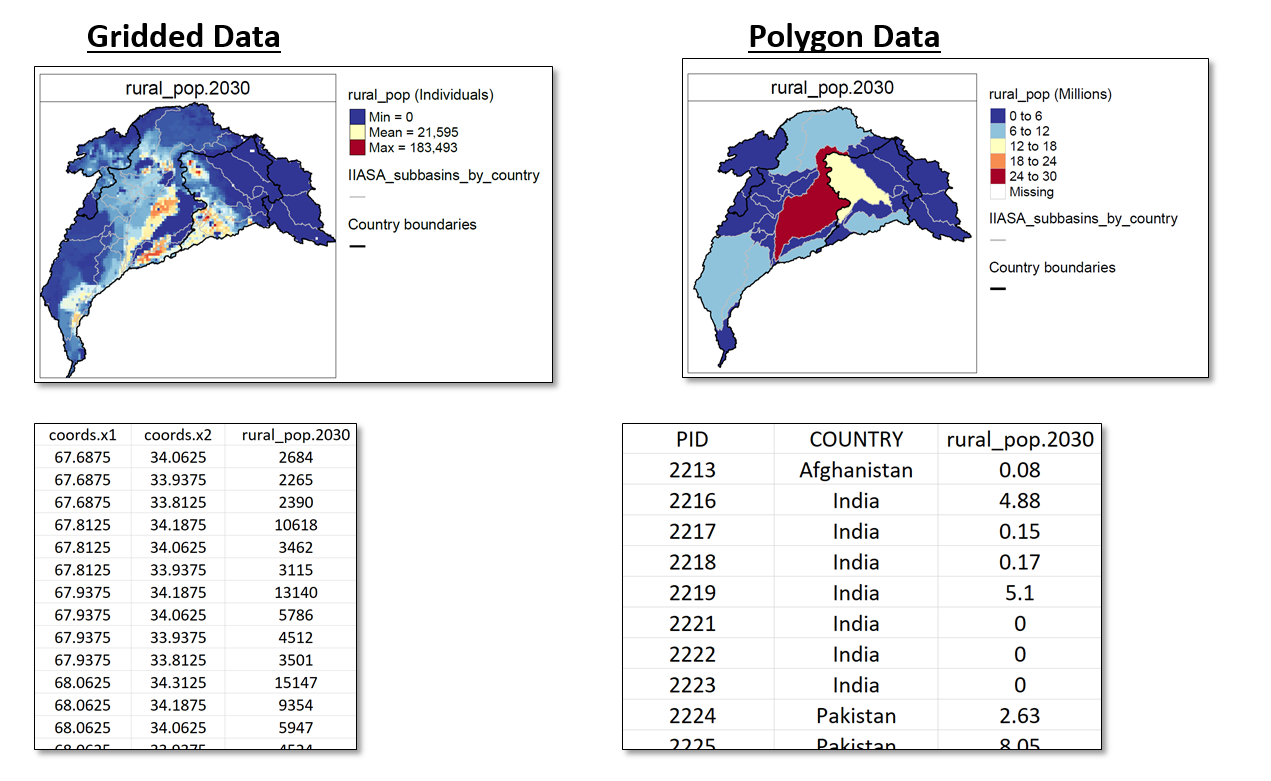 Gridded Data
rural_pop.2030
rural_pop (Individuals)
Min = 0
Mean = 21,595
Max = 183,493
IIASA_subbasins_by_country
Country boundaries
Polygon Data
rural_pop.2030
rural_pop (Millions)
0 to 6
6 to 12
12 to 18
18 to 24
24 to 30
Missing
IIASA_subbasins_by_country
Country boundaries
coords.x1 coords.x2 rural_pop.2030
67.6875 34.0625 2684
67.6875 33.9375 2265
67.6875 33.8125 2390
67.8125 34.1875 10618
67.8125 34.0625 3462
67.8125 33.9375 3115
67.9375 34.1875 13140
67.9375 34.0625 5786
67.9375 33.9375 4512
67.9375 33.8125 3501
68.0625 34.3125 15147
68.0625 34.1875 9354
68.0625 34.0625 5947
68.0625 33.9375 4524
PID COUNTRY rural_pop.2030
2213 Afghanistan 0.08
2216 India 4.88
2217 India 0.15
2218 India 0.17
2219 India 5.1
2221 India 0
2222 India 0
2223 India 0
2224 Pakistan 2.63
2225 Pakistan 8.05